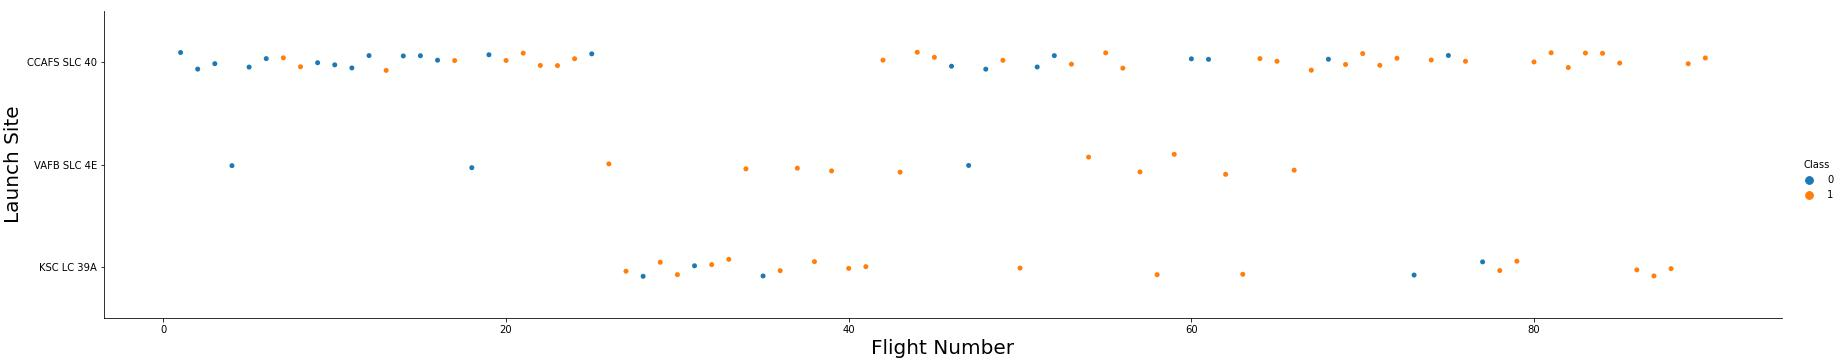 Launch Site
CCAFS SLC 40
VAFB SLC 4E
KSC LC 39A
0
20
40
60
80
Flight Number
Class
0
1